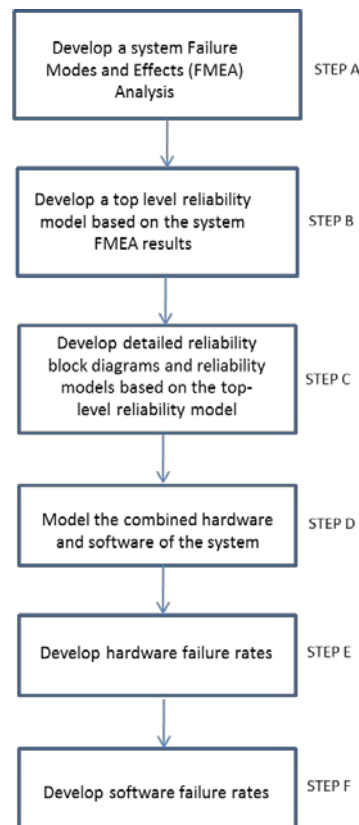 Develop a system Failure
Modes and Effects (FMEA)
Analysis
STEP A
Develop a top level reliability
model based on the system
FMEA results
STEP B
Develop detailed reliability
block diagrams and reliability
models based on the top-
level reliability model
STEP C
Model the combined hardware
and software of the system
STEP D
Develop hardware failure rates
STEP E
Develop software failure rates
STEP F